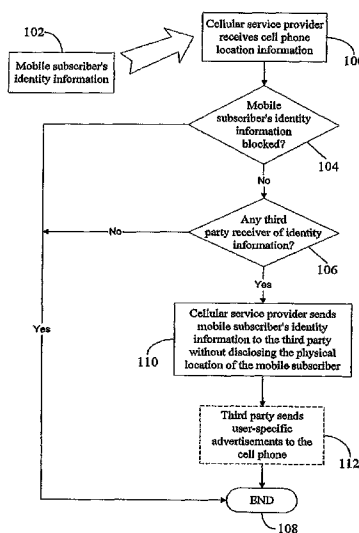 102
Mobile subscriber's
identity information
Cellular service provider
receives cell phone
location information
Mobile
subscriber's identity
information
blocked?
104
No
Any third
party receiver of identity
information?
106
No
Yes
Yes
Cellular service provider sends
mobile subscriber's identity
information to the third party
without disclosing the physical
location of the mobile subscriber
110
Third party sends
user-specific
advertisements to the
cell phone
112
END
108